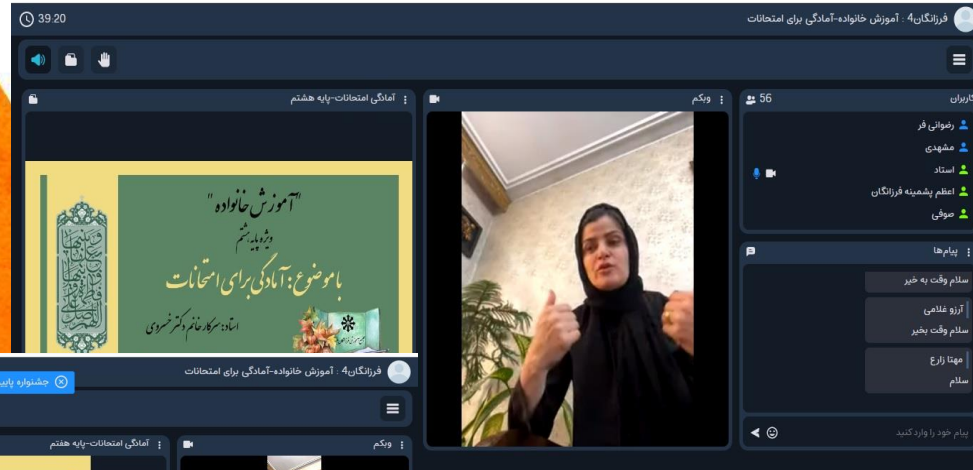 39:20
فرزانگان4 : آموزش خانواده-آمادگی برای امتحانات
آمادگی امتحانات-پایه هشتم
"آموزش خانواده"
ویژه پایه هشتم
با موضوع: آمادگی برای امتحانات
استاد: سرکار خانم دکتر خسروی
وبکم
کاربران
56
رضوانی فر
مشهدی
استاد
اعظم پشمینه فرزانگان
صوفی
پیام‌ها
سلام وقت به خیر
آرزو غلامی
سلام وقت بخیر
مهتا زارع
سلام
پیام خود را وارد کنید
فرزانگان4 : آموزش خانواده-آمادگی برای امتحانات
جشنواره پایی
وبکم
آمادگی امتحانات-پایه هفتم